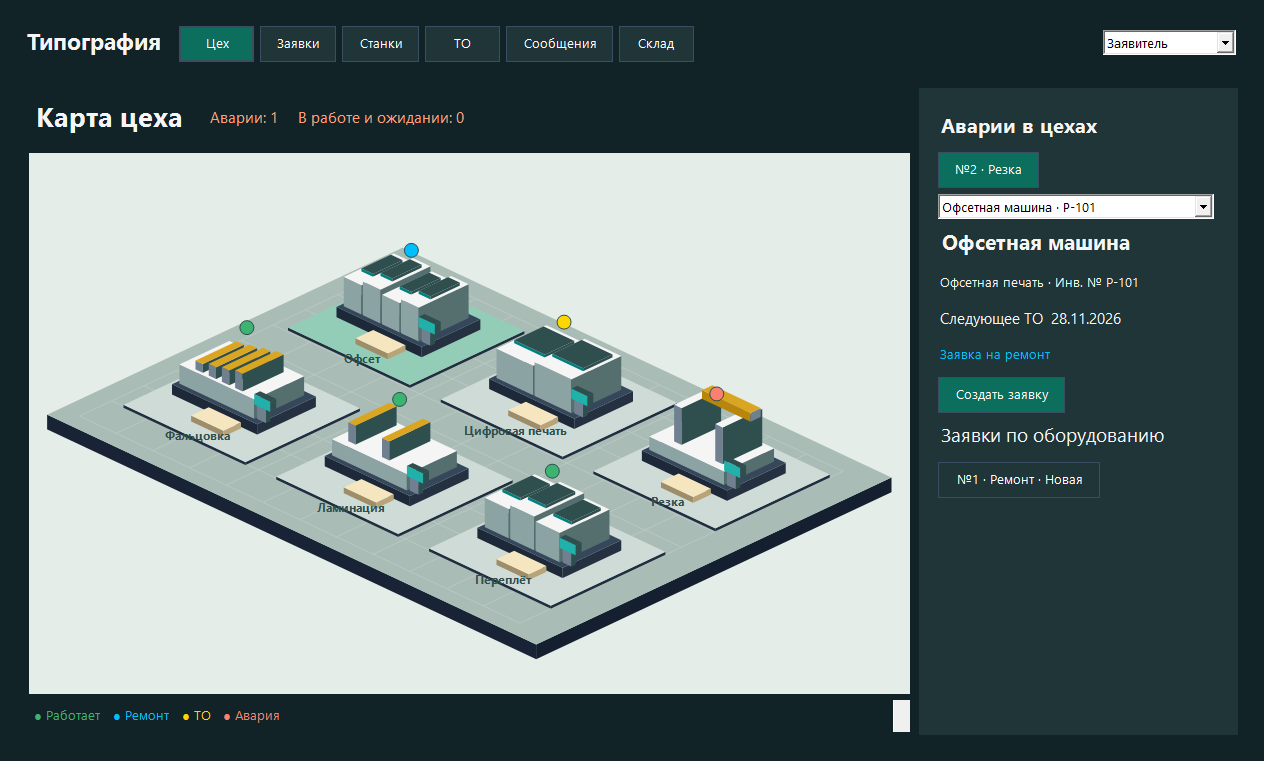 Типография
Цех
Заявки
Станки
ТО
Сообщения
Склад
Заявитель
Карта цеха
Аварии: 1
В работе и ожидании: 0
Офсет
Фальцовка
Цифровая печать
Ламинация
Резка
Переплёт
Работает
Ремонт
ТО
Авария
Аварии в цехах
№2 · Резка
Офсетная машина · P-101
Офсетная машина
Офсетная печать · Инв. № P-101
Следующее ТО 28.11.2026
Заявка на ремонт
Создать заявку
Заявки по оборудованию
№1 · Ремонт · Новая